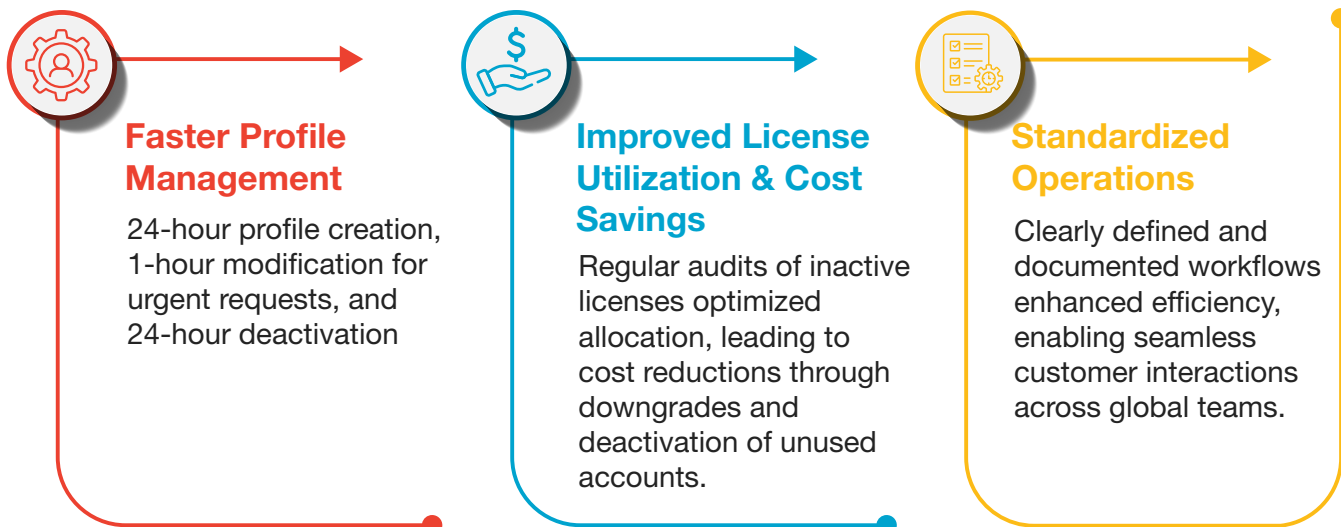 Faster Profile
Management
24-hour profile creation,
1-hour modification for
urgent requests, and
24-hour deactivation
$
Improved License
Utilization & Cost
Savings
Regular audits of inactive
licenses optimized
allocation, leading to
cost reductions through
downgrades and
deactivation of unused
accounts.
Standardized
Operations
Clearly defined and
documented workflows
enhanced efficiency,
enabling seamless
customer interactions
across global teams.